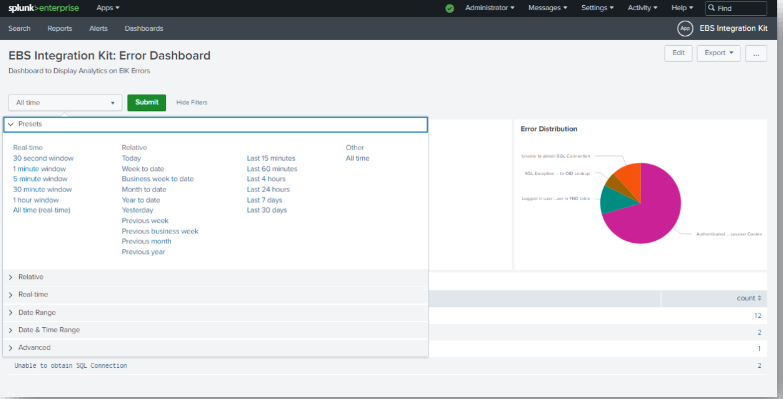 splunk>enterprise Apps Administrator Messages Settings Activity Help Find
Search Reports Alerts Dashboards App EBS Integration Kit
EBS Integration Kit: Error Dashboard Edit Export ...
Dashboard to Display Analytics on EIK Errors
All time Submit Hide Filters
Presets
Error Distribution
Real-time Relative Other
30 second window Today Last 15 minutes All time
1 minute window Week to date Last 60 minutes
5 minute window Business week to date Last 4 hours
30 minute window Month to date Last 24 hours
1 hour window Year to date Last 7 days
All time (real-time) Yesterday Last 30 days
Previous week
Previous business week
Previous month
Previous year
Unable to obtain SQL Connection
SQL Exception ... to OID Lookup
Logged in user ... in FND
Authenticated ... session Cookie
Relative
Real-time
Date Range
Date & Time Range
Advanced
count
12
2
1
Unable to obtain SQL Connection 2